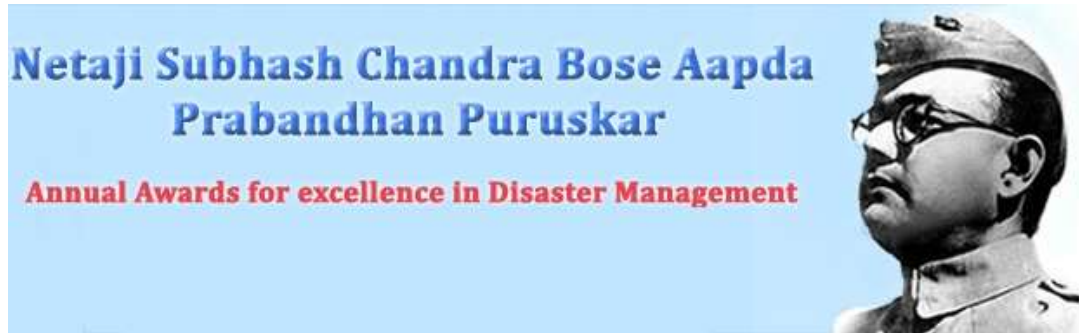 Netaji Subhash Chandra Bose Aapda
Prabandhan Puruskar
Annual Awards for excellence in Disaster Management